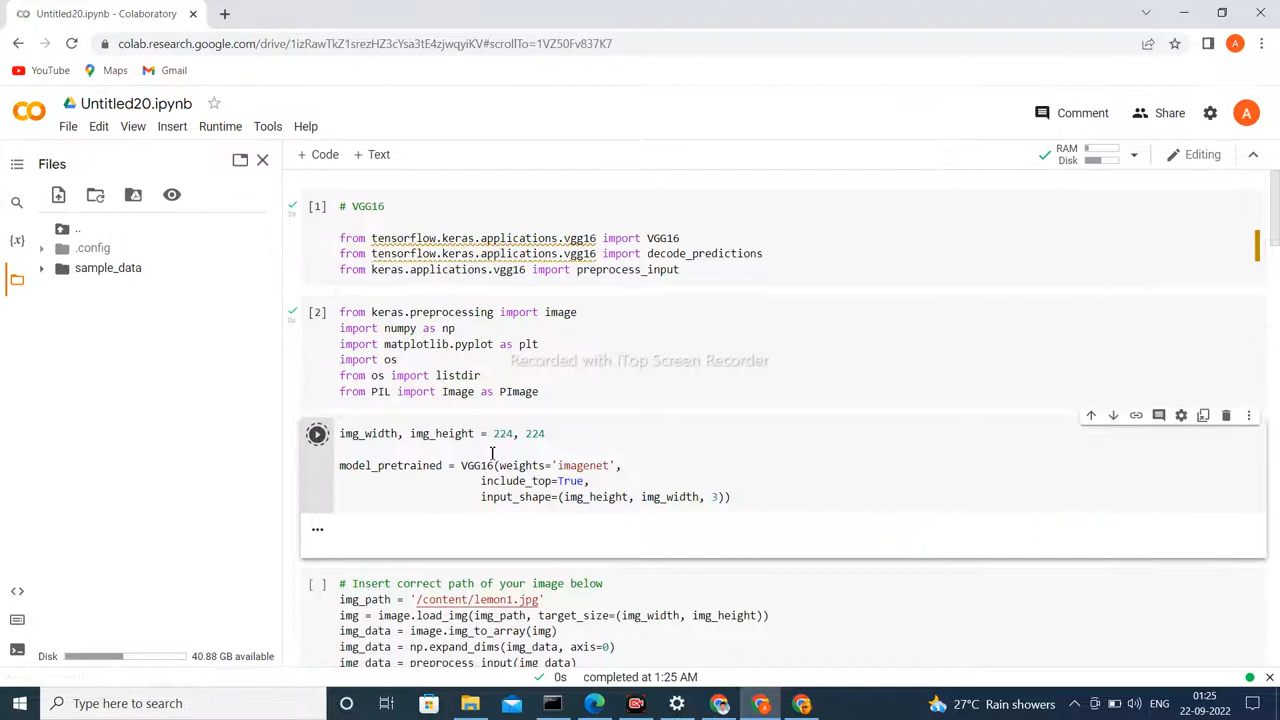 Untitled20.ipynb - Colaboratory
colab.research.google.com/drive/1izRawTkZ1srezHZ3cYsa3tE4zjwqyiKV#scrollTo=1VZ50Fv837K7
A
YouTube
Maps
Gmail
Untitled20.ipynb
Comment
Share
A
File Edit View Insert Runtime Tools Help
Files
+ Code + Text
RAM
Disk
Editing
..
.config
sample_data
{x}
[1] # VGG16
5s
from tensorflow.keras.applications.vgg16 import VGG16
from tensorflow.keras.applications.vgg16 import decode_predictions
from keras.applications.vgg16 import preprocess_input
[2] from keras.preprocessing import image
0s
import numpy as np
import matplotlib.pyplot as plt
import os
from os import listdir
from PIL import Image as PImage
Recorded with iTop Screen Recorder
img_width, img_height = 224, 224
model_pretrained = VGG16(weights='imagenet',
include_top=True,
input_shape=(img_height, img_width, 3))
...
[ ] # Insert correct path of your image below
img_path = '/content/lemon1.jpg'
img = image.load_img(img_path, target_size=(img_width, img_height))
img_data = image.img_to_array(img)
img_data = np.expand_dims(img_data, axis=0)
img_data = preprocess_input(img_data)
Disk 40.88 GB available
0s completed at 1:25 AM
Type here to search
27°C Rain showers
01:25
22-09-2022